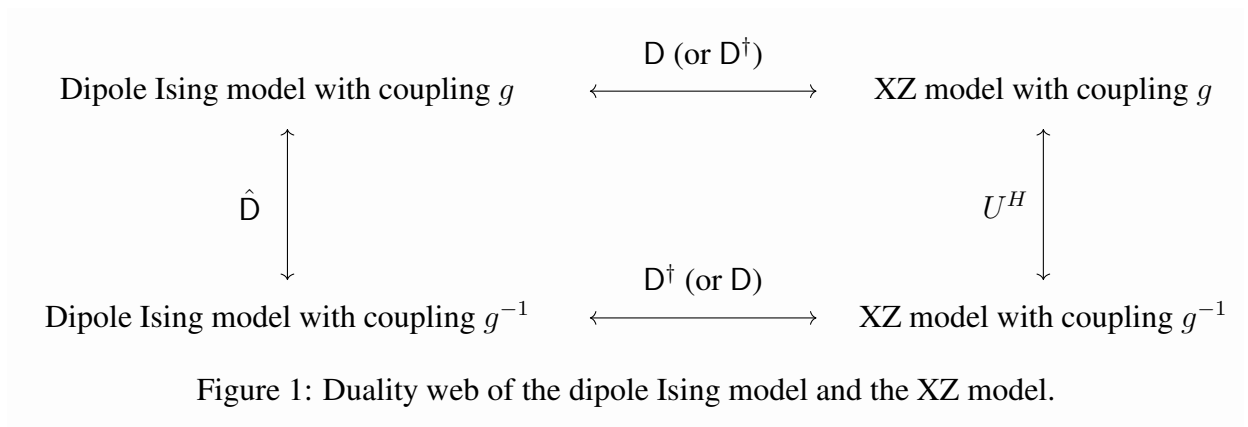 D (or D†)
Dipole Ising model with coupling g
XZ model with coupling g
D̂
Uᴴ
D† (or D)
Dipole Ising model with coupling g⁻¹
XZ model with coupling g⁻¹
Figure 1: Duality web of the dipole Ising model and the XZ model.